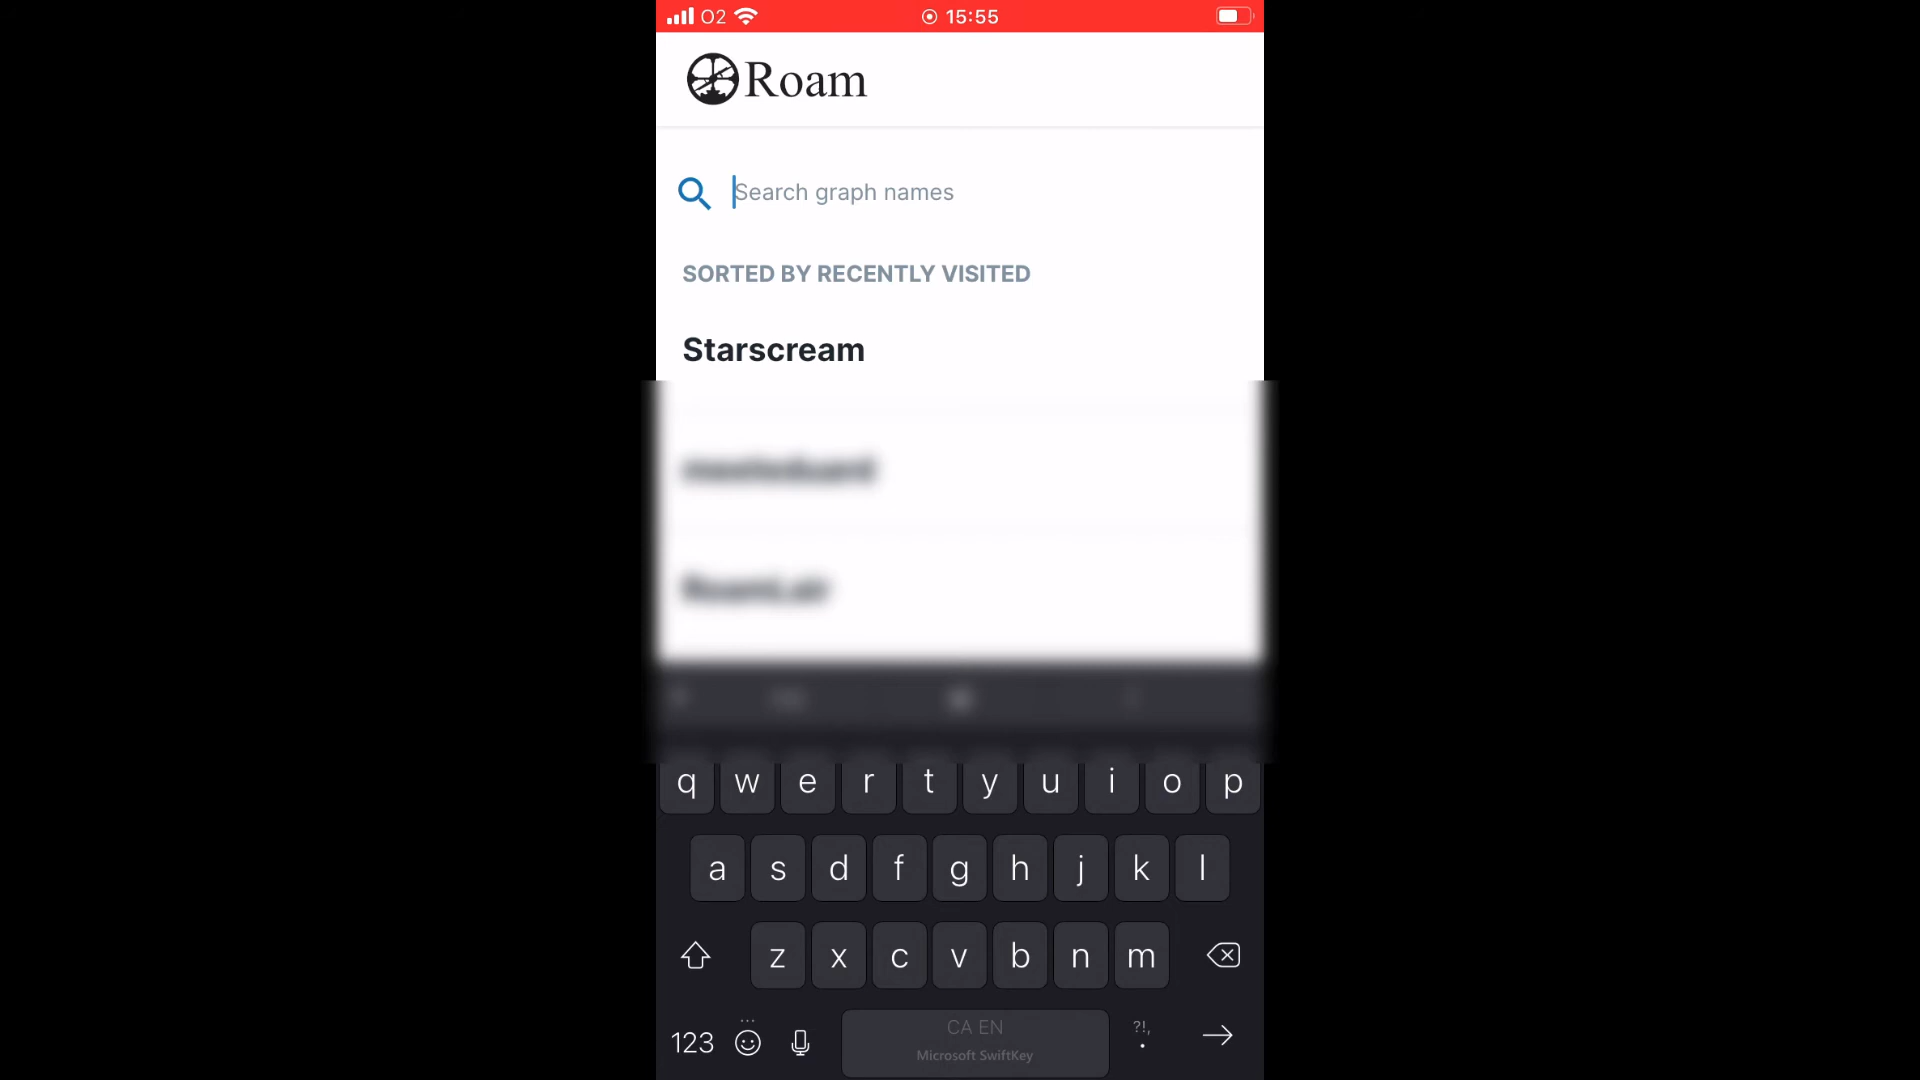 O2 15:55
Roam
Search graph names
SORTED BY RECENTLY VISITED
Starscream
q w e r t y u i o p
a s d f g h j k l
z x c v b n m
123 CA EN ?!,.
Microsoft SwiftKey